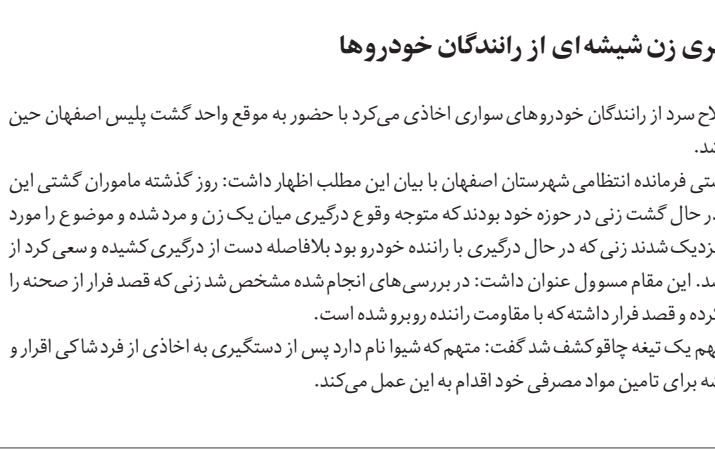 زن شیشه‌ای از رانندگان خودروها
سرد از رانندگان خودروهای سواری اخاذی می‌کرد با حضور به موقع واحد گشت پلیس اصفهان حین
فرمانده انتظامی شهرستان اصفهان با بیان این مطلب اظهار داشت: روز گذشته ماموران گشتی این
در حال گشت زنی در حوزه خود بودند که متوجه وقوع درگیری میان یک زن و مرد شده و موضوع را مورد
شدند زنی که در حال درگیری با راننده خودرو بود بلافاصله دست از درگیری کشیده و سعی کرد از
این مقام مسوول عنوان داشت: در بررسی‌های انجام شده مشخص شد زنی که قصد فرار از صحنه را
کرده و قصد فرار داشته که با مقاومت راننده روبرو شده است.
یک تیغه چاقو کشف شد گفت: متهم که شیوا نام دارد پس از دستگیری به اخاذی از فرد شاکی اقرار و
برای تامین مواد مصرفی خود اقدام به این عمل می‌کند.